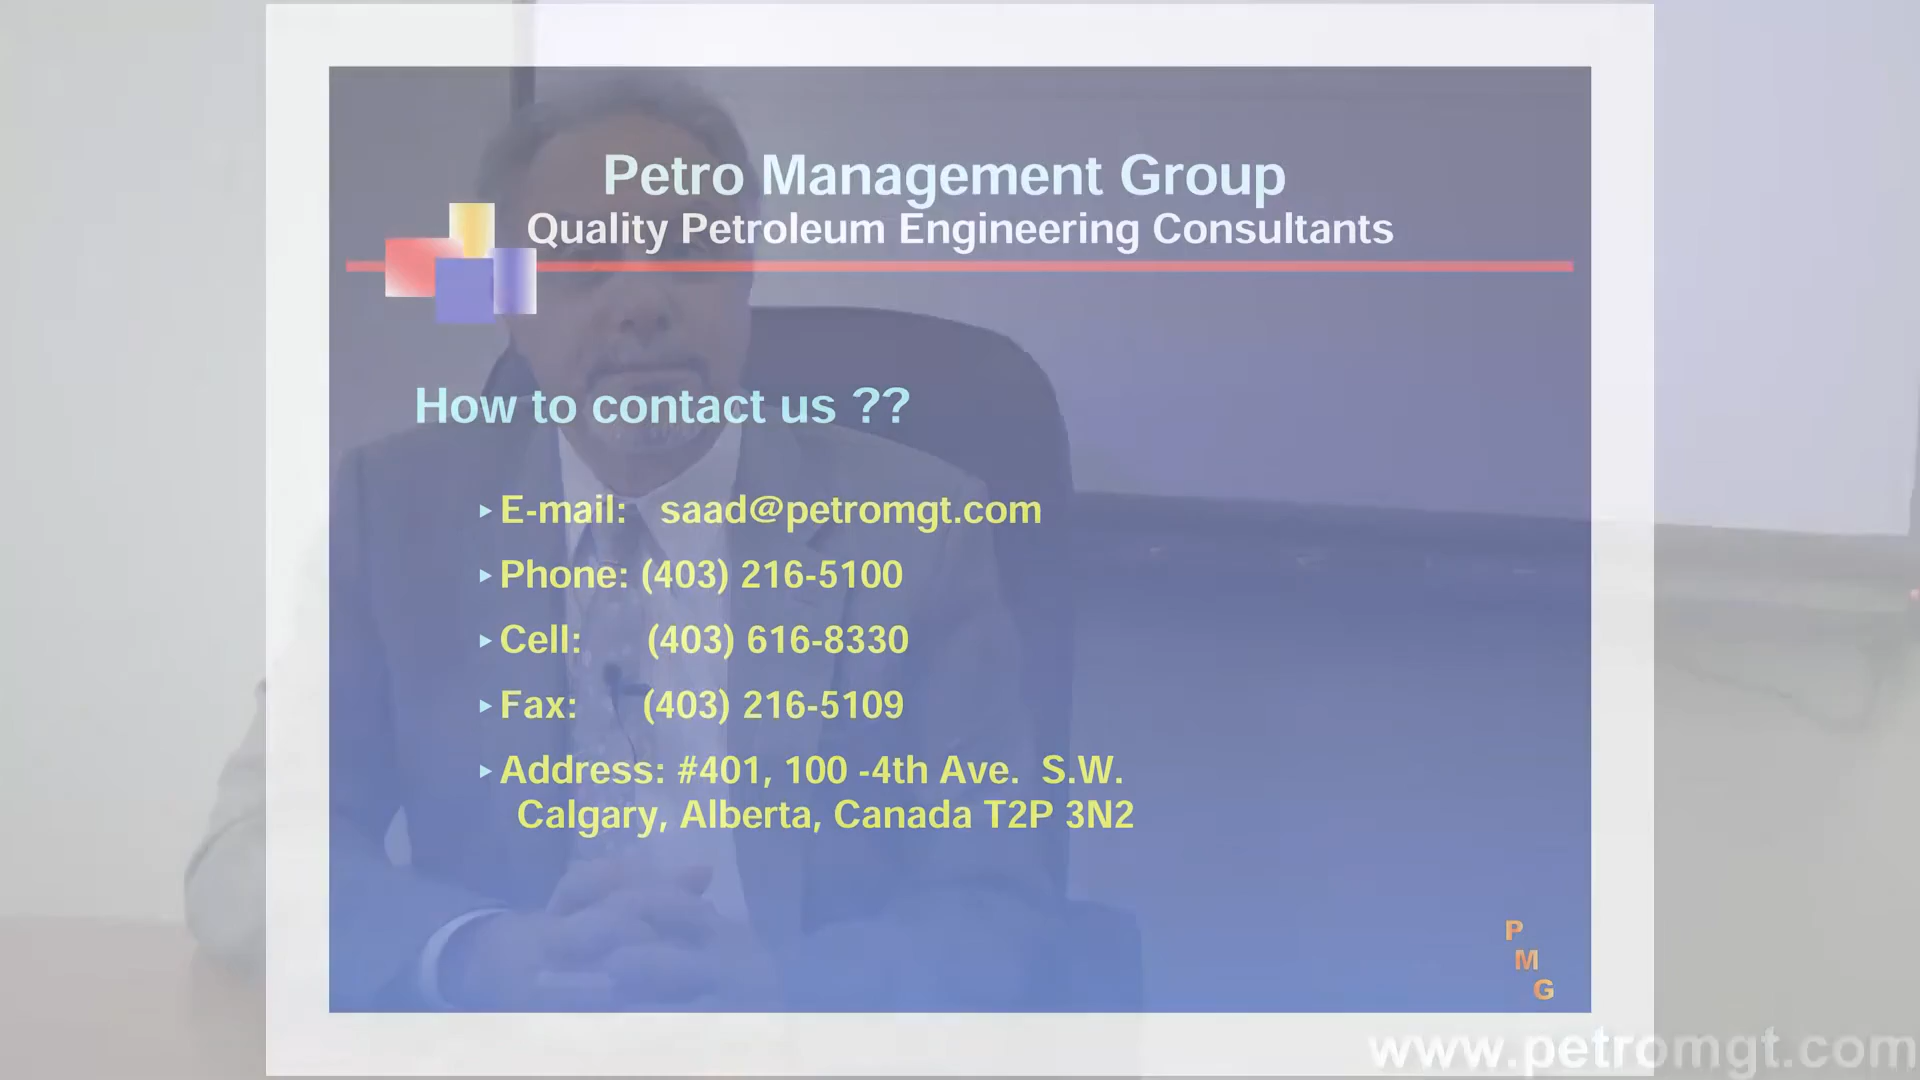 Petro Management Group
Quality Petroleum Engineering Consultants
How to contact us ??
E-mail: saad@petromgt.com
Phone: (403) 216-5100
Cell: (403) 616-8330
Fax: (403) 216-5109
Address: #401, 100 -4th Ave. S.W.
Calgary, Alberta, Canada T2P 3N2
P
M
G
www.petromgt.com